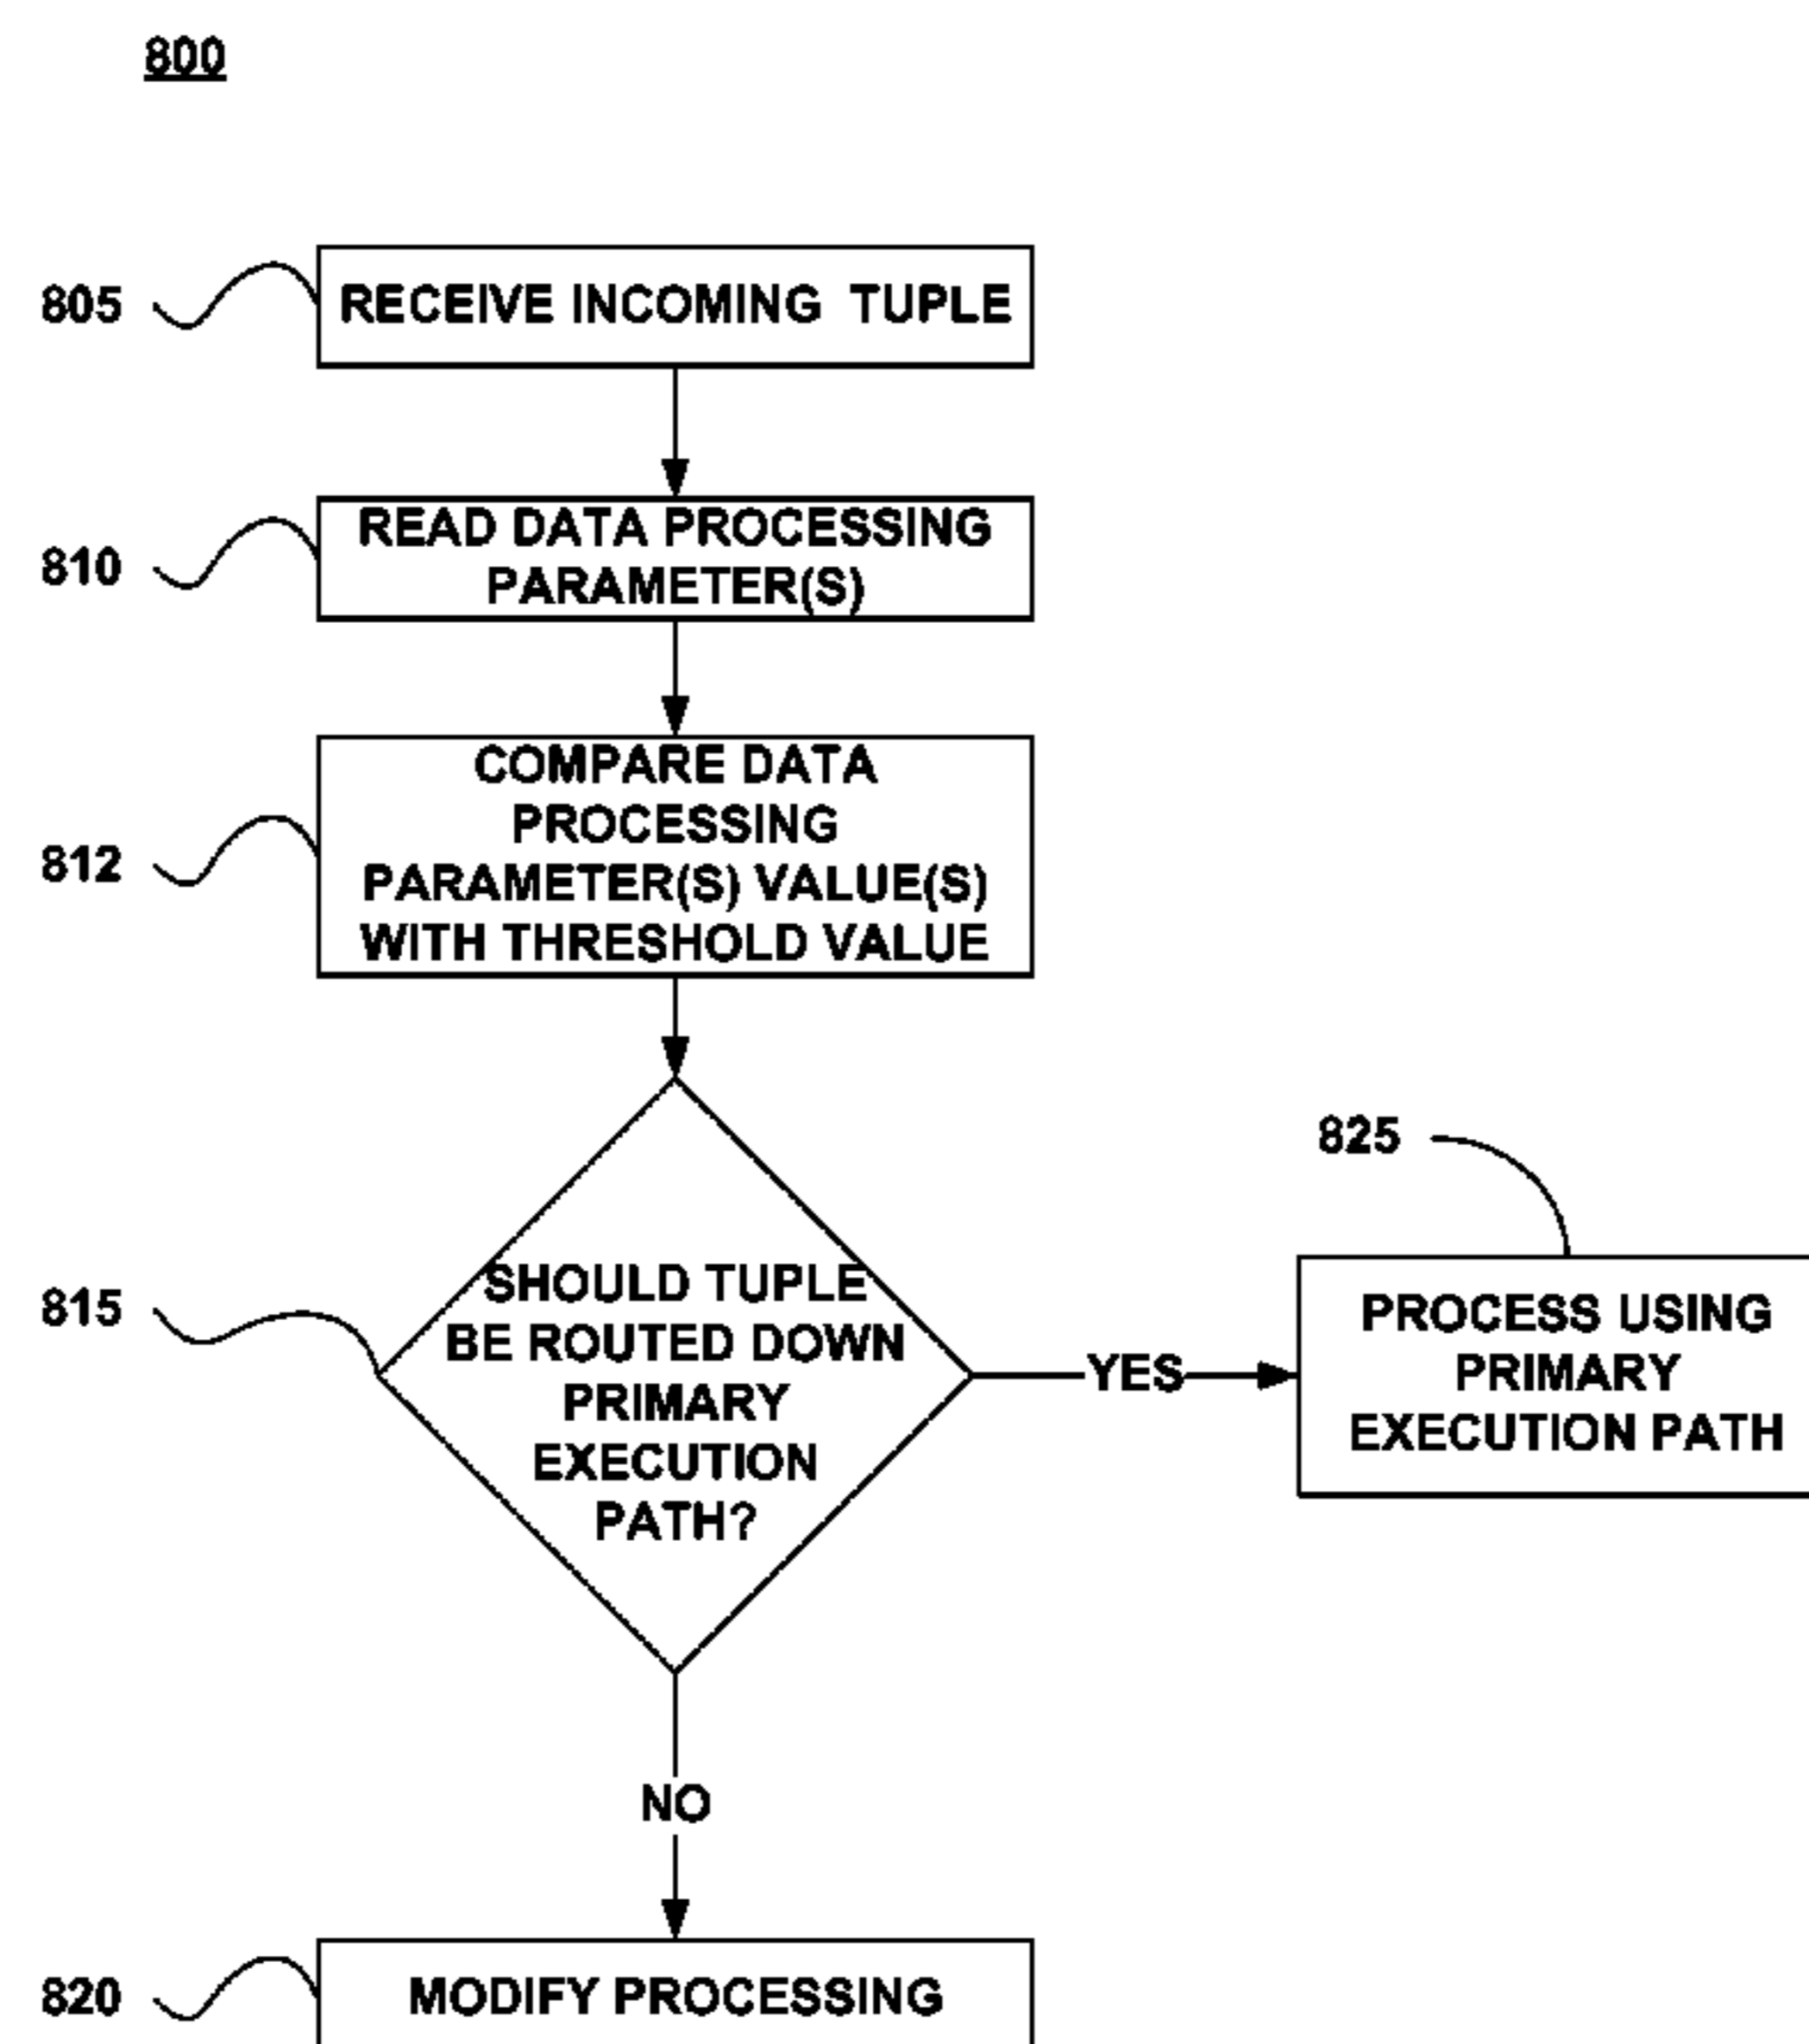 800
805
RECEIVE INCOMING TUPLE
810
READ DATA PROCESSING
PARAMETER(S)
812
COMPARE DATA
PROCESSING
PARAMETER(S) VALUE(S)
WITH THRESHOLD VALUE
815
SHOULD TUPLE
BE ROUTED DOWN
PRIMARY
EXECUTION
PATH?
YES
825
PROCESS USING
PRIMARY
EXECUTION PATH
NO
820
MODIFY PROCESSING